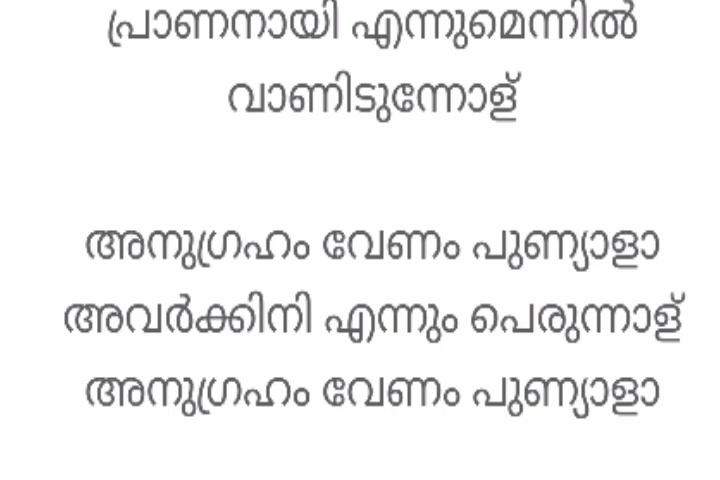 പ്രാണനായി എന്നുമെന്നിൽ
വാണിടുന്നോള്
അനുഗ്രഹം വേണം പുണ്യാളാ
അവർക്കിനി എന്നും പെരുന്നാള്
അനുഗ്രഹം വേണം പുണ്യാളാ